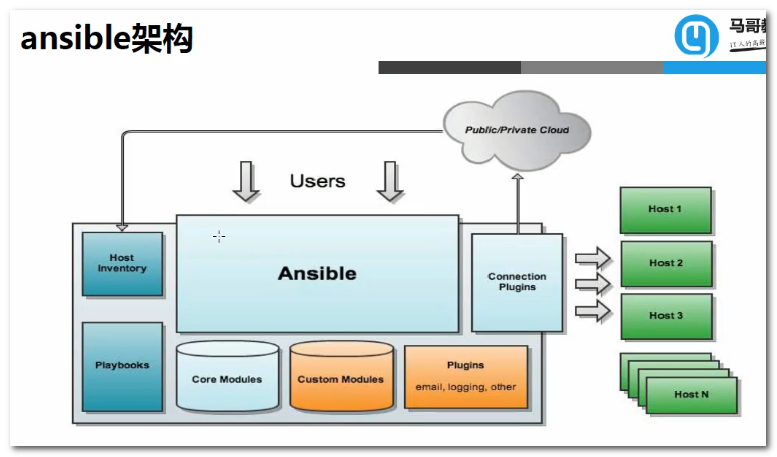 ansible架构
马哥教
IT人的高薪
Public/Private Cloud
Users
Host
Inventory
Ansible
Connection
Plugins
Host 1
Host 2
Host 3
Host N
Playbooks
Core Modules
Custom Modules
Plugins
email, logging, other